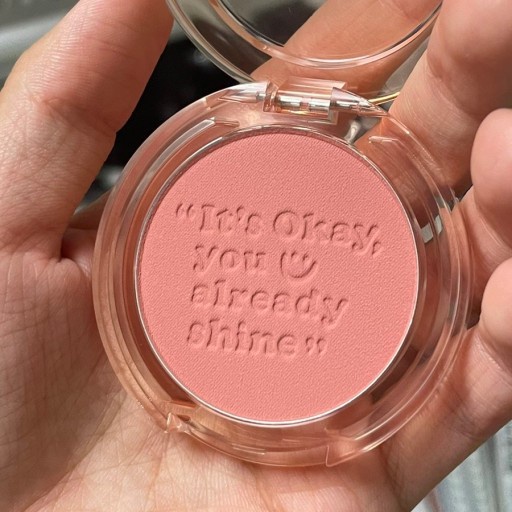 “It's Okay,
you
already
shine”